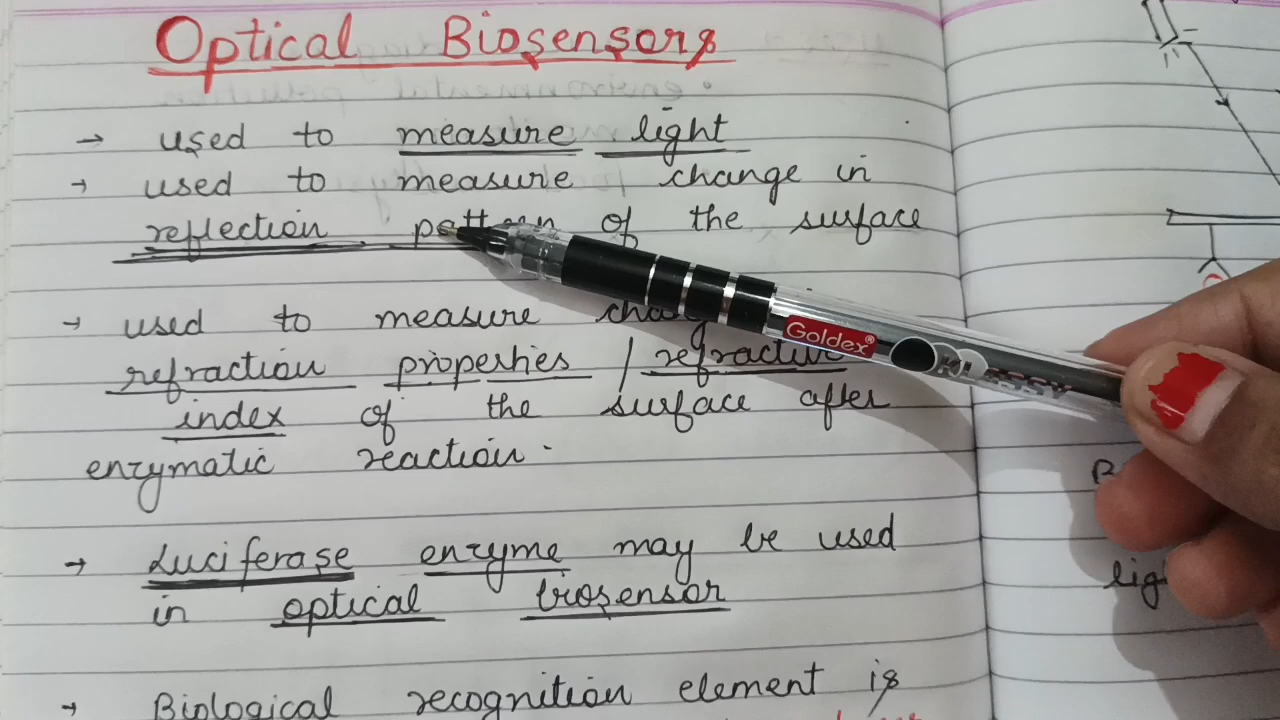 Optical Biosensors
→ used to measure light
→ used to measure change in
reflection pattern of the surface
→ used to measure
refraction properties / refractive
index of the surface after
enzymatic reaction.
→ Luciferase enzyme may be used
in optical biosensor
→ Biological recognition element is
Goldex